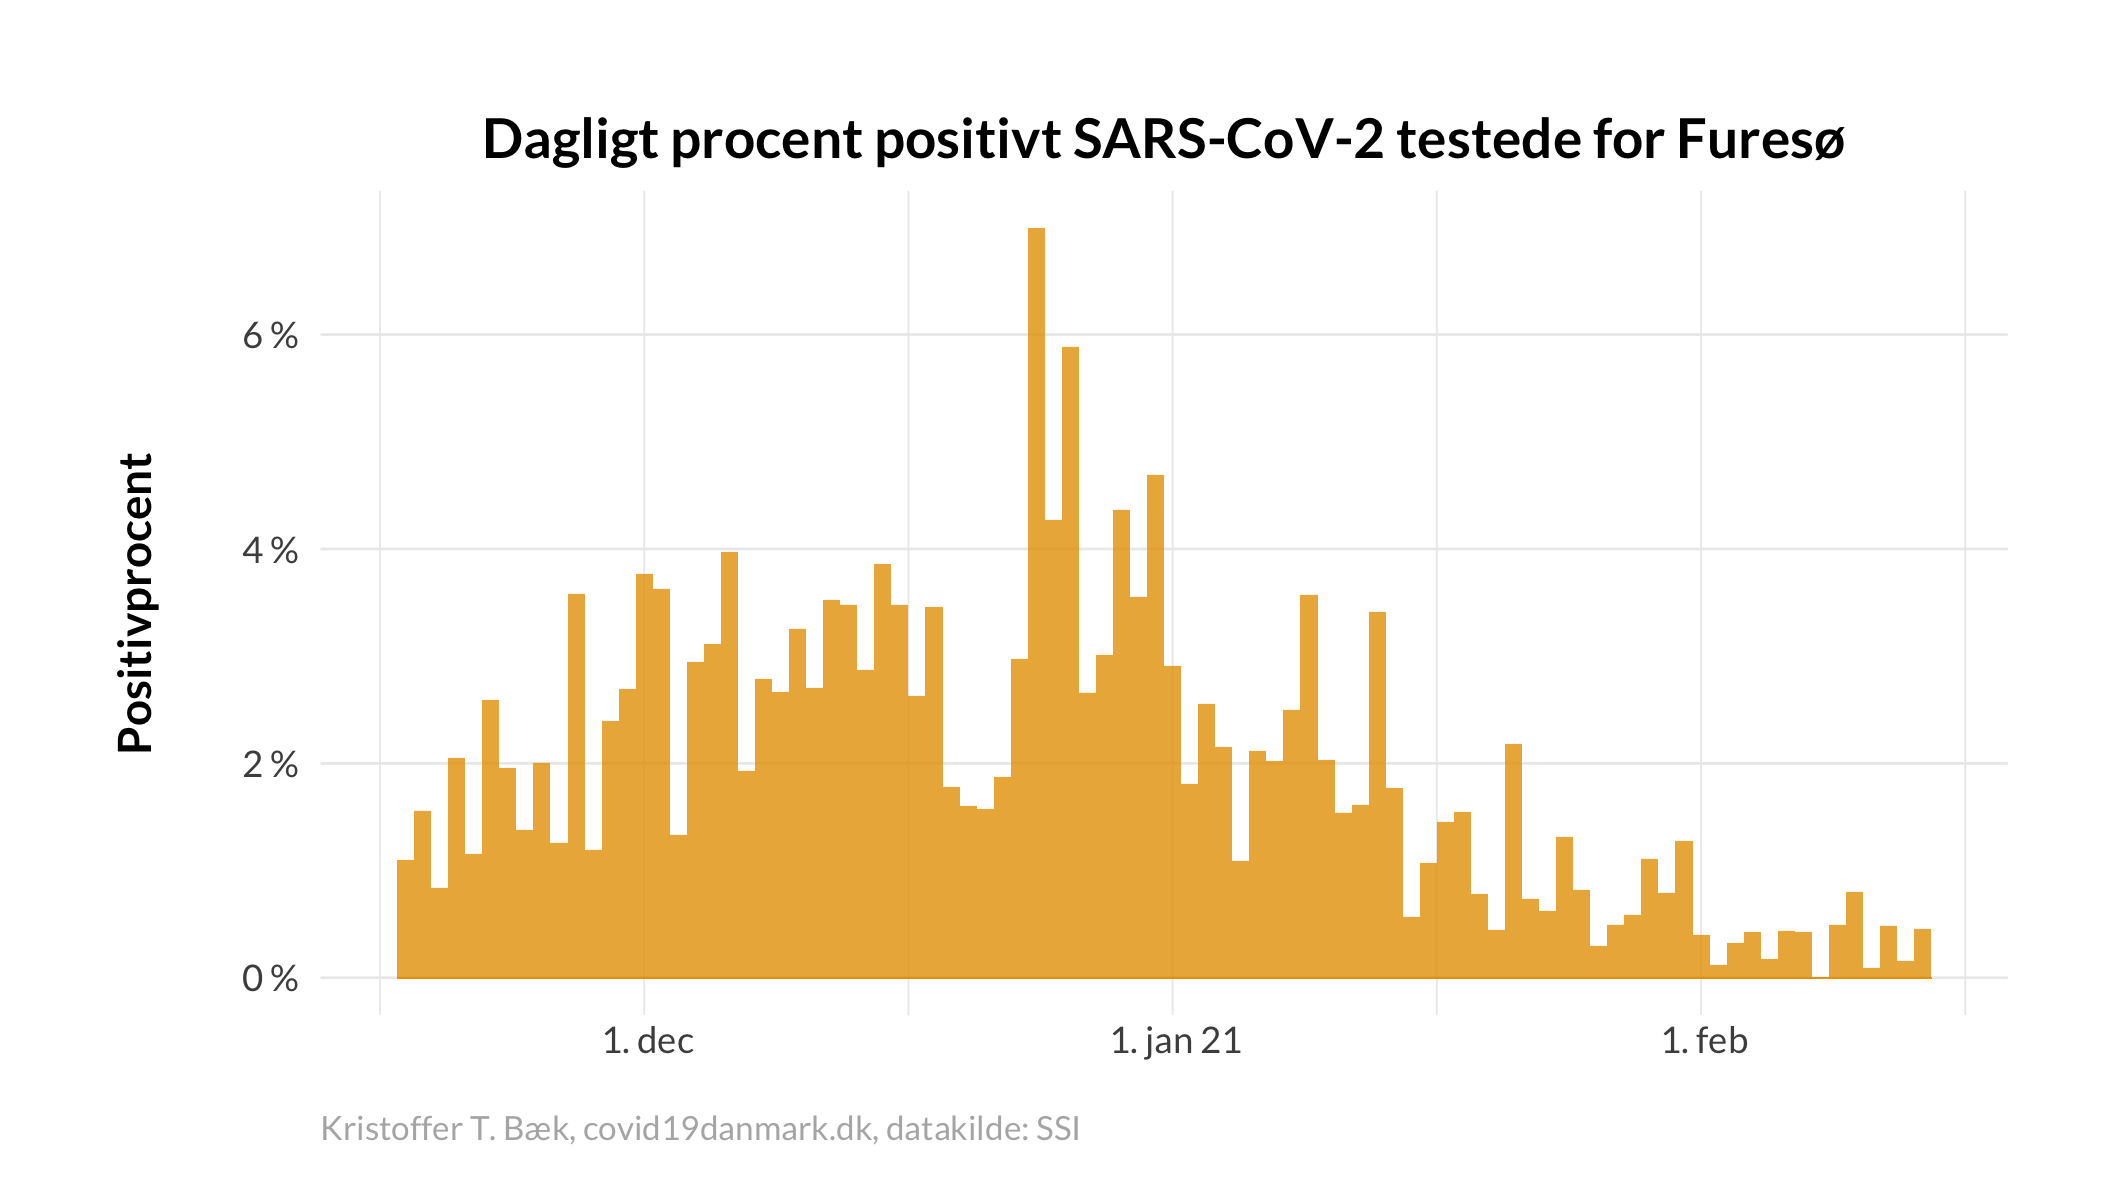 Dagligt procent positivt SARS-CoV-2 testede for Furesø
Positivprocent
6 %
4 %
2 %
0 %
1. dec
1. jan 21
1. feb
Kristoffer T. Bæk, covid19danmark.dk, datakilde: SSI